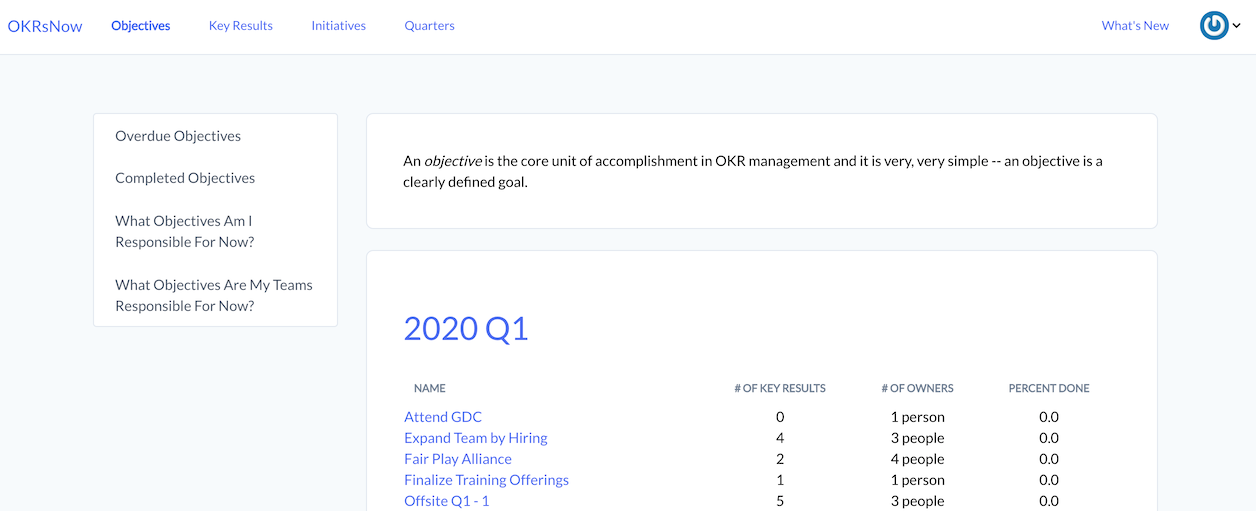 OKRsNow Objectives Key Results Initiatives Quarters What's New
Overdue Objectives
Completed Objectives
What Objectives Am I
Responsible For Now?
What Objectives Are My Teams
Responsible For Now?
An objective is the core unit of accomplishment in OKR management and it is very, very simple -- an objective is a
clearly defined goal.
2020 Q1
NAME # OF KEY RESULTS # OF OWNERS PERCENT DONE
Attend GDC 0 1 person 0.0
Expand Team by Hiring 4 3 people 0.0
Fair Play Alliance 2 4 people 0.0
Finalize Training Offerings 1 1 person 0.0
Offsite Q1 - 1 5 3 people 0.0